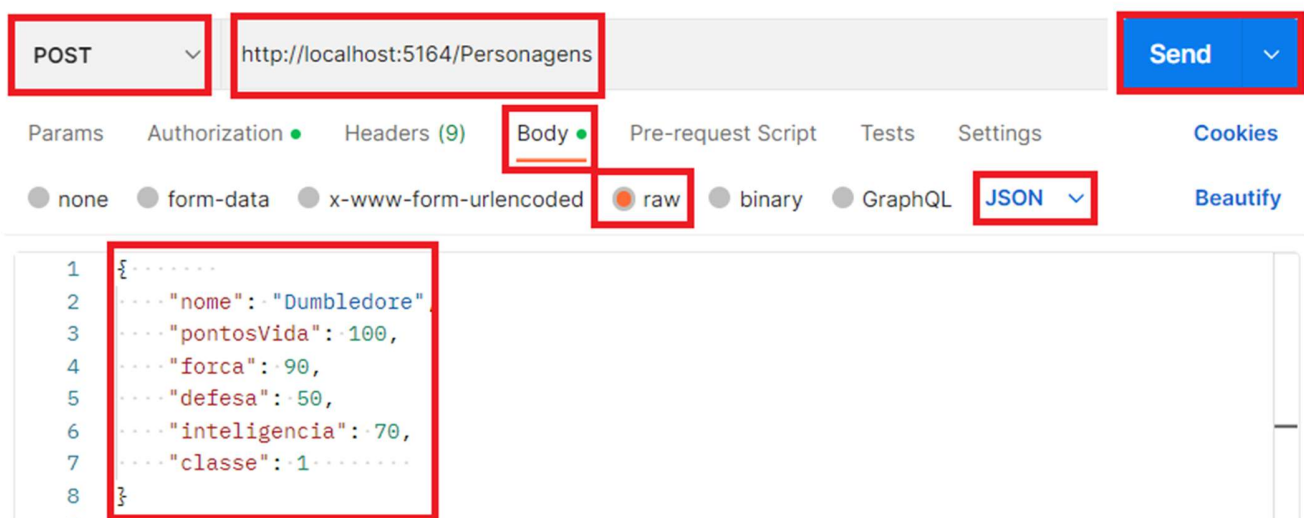 POST http://localhost:5164/Personagens Send
Params Authorization Headers (9) Body Pre-request Script Tests Settings Cookies
none form-data x-www-form-urlencoded raw binary GraphQL JSON Beautify
1 {
2 "nome": "Dumbledore",
3 "pontosVida": 100,
4 "forca": 90,
5 "defesa": 50,
6 "inteligencia": 70,
7 "classe": 1
8 }